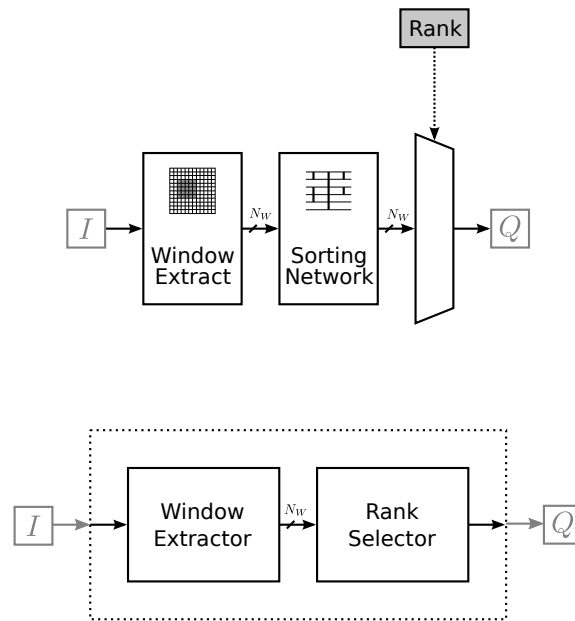 Rank
I
Window
Extract
N_W
Sorting
Network
N_W
Q
I
Window
Extractor
N_W
Rank
Selector
Q